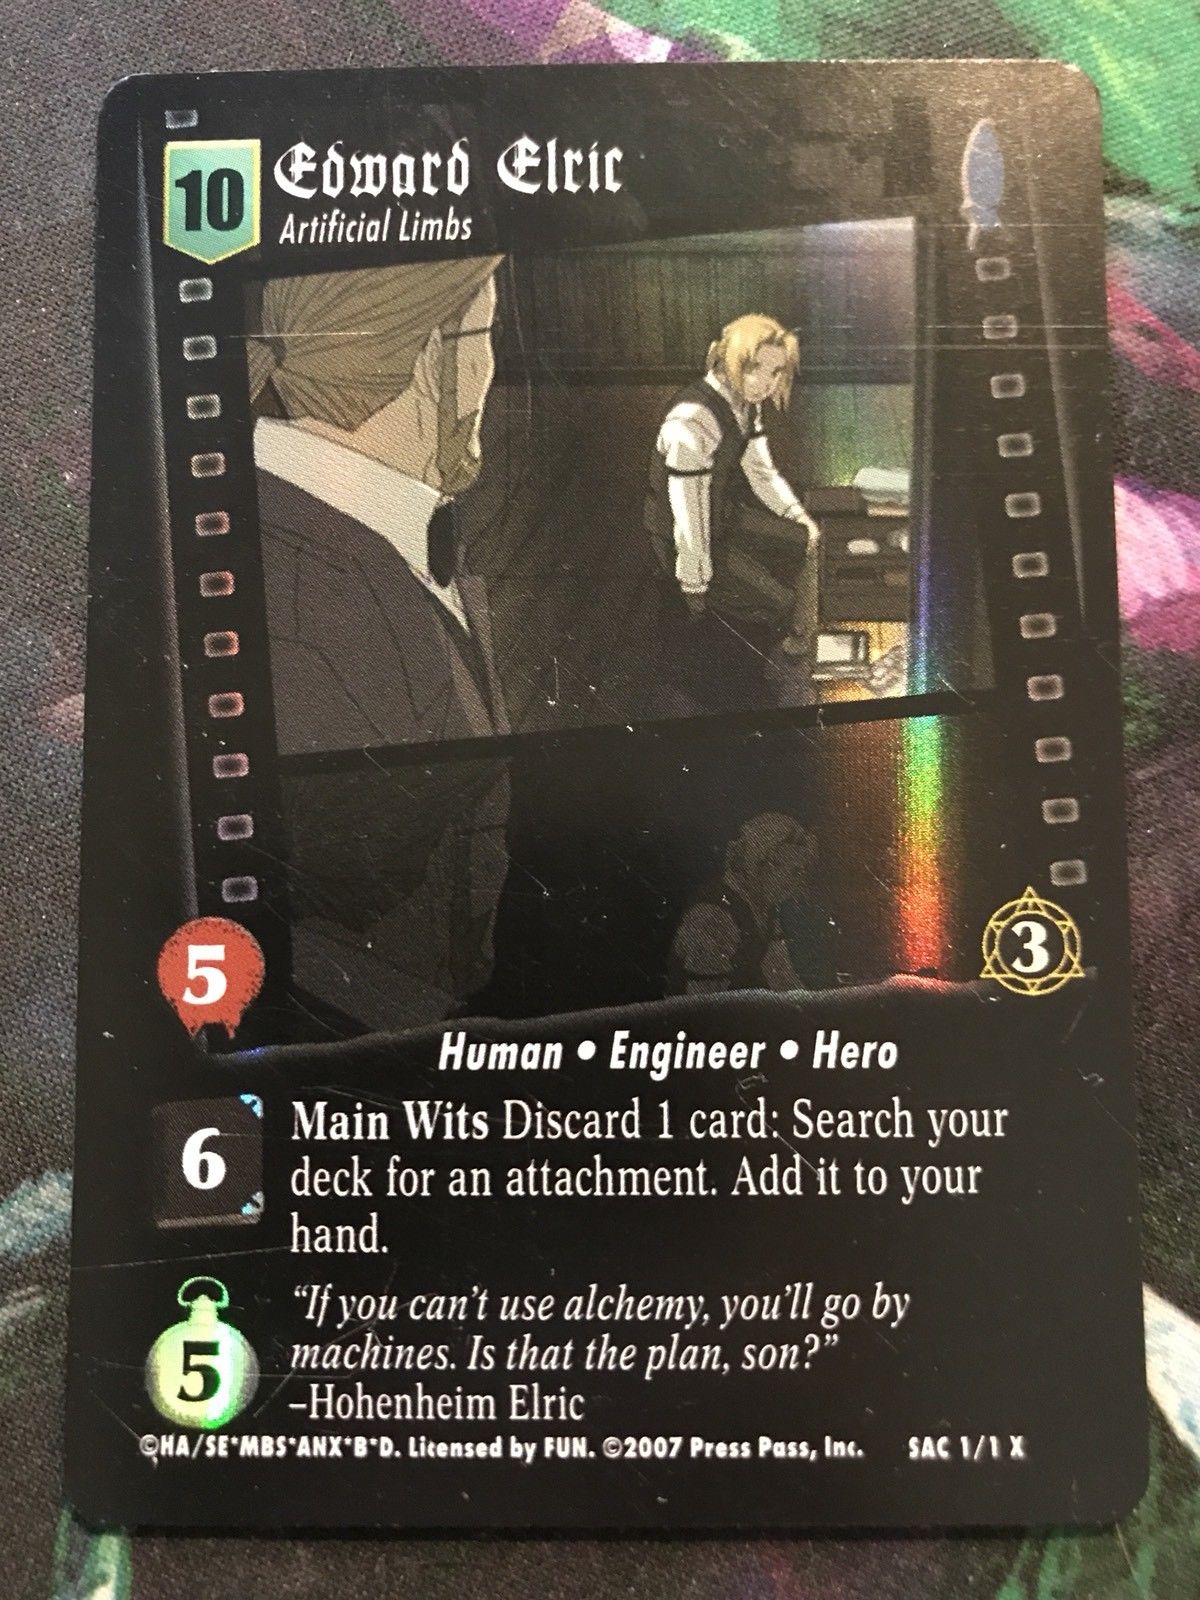 10
Edward Elric
Artificial Limbs
5
3
Human • Engineer • Hero
6
Main Wits Discard 1 card: Search your
deck for an attachment. Add it to your
hand.
5
“If you can’t use alchemy, you’ll go by
machines. Is that the plan, son?”
–Hohenheim Elric
©HA/SE*MBS*ANX*B*D. Licensed by FUN. ©2007 Press Pass, Inc. SAC 1/1 X